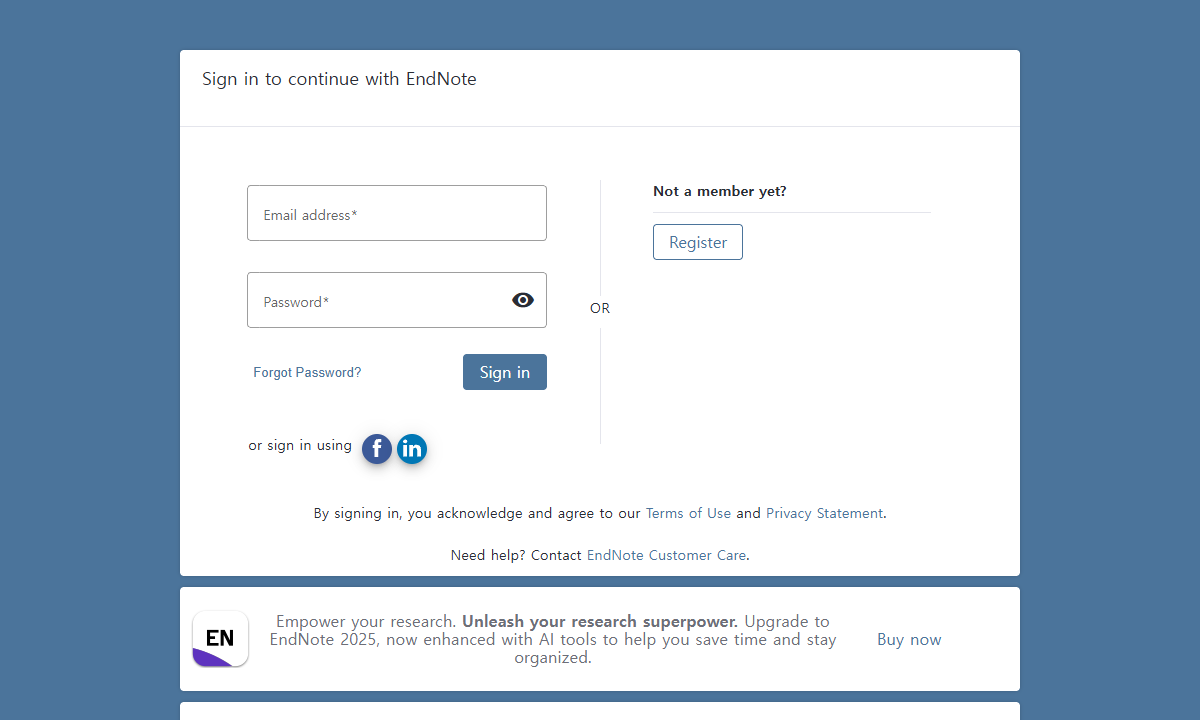 Sign in to continue with EndNote
Email address*
Password*
Forgot Password?
Sign in
or sign in using
f
in
OR
Not a member yet?
Register
By signing in, you acknowledge and agree to our Terms of Use and Privacy Statement.
Need help? Contact EndNote Customer Care.
EN
Empower your research. Unleash your research superpower. Upgrade to
EndNote 2025, now enhanced with AI tools to help you save time and stay
organized.
Buy now